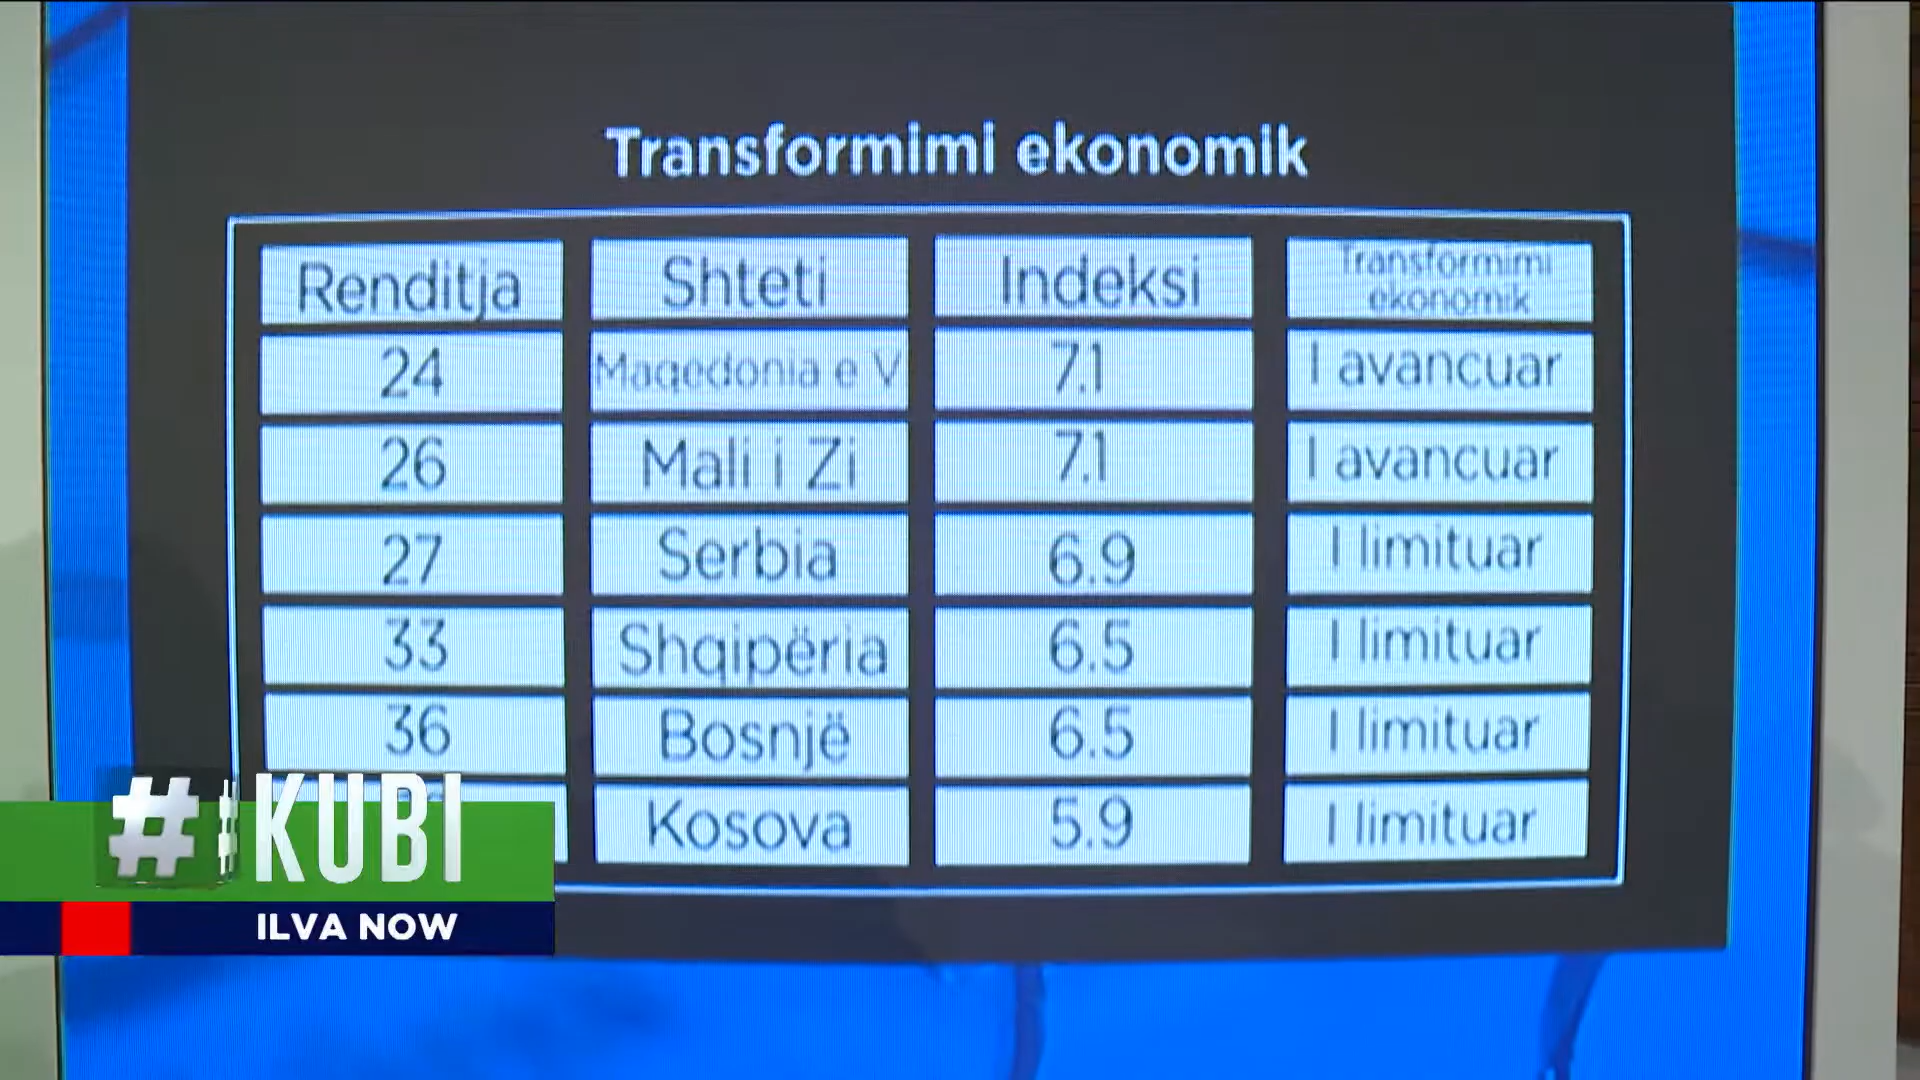 Transformimi ekonomik
Renditja Shteti Indeksi Transformimi ekonomik
24 Maqedonia e V 7.1 I avancuar
26 Mali i Zi 7.1 I avancuar
27 Serbia 6.9 I limituar
33 Shqipëria 6.5 I limituar
36 Bosnjë 6.5 I limituar
Kosova 5.9 I limituar
#KUBI
ILVA NOW